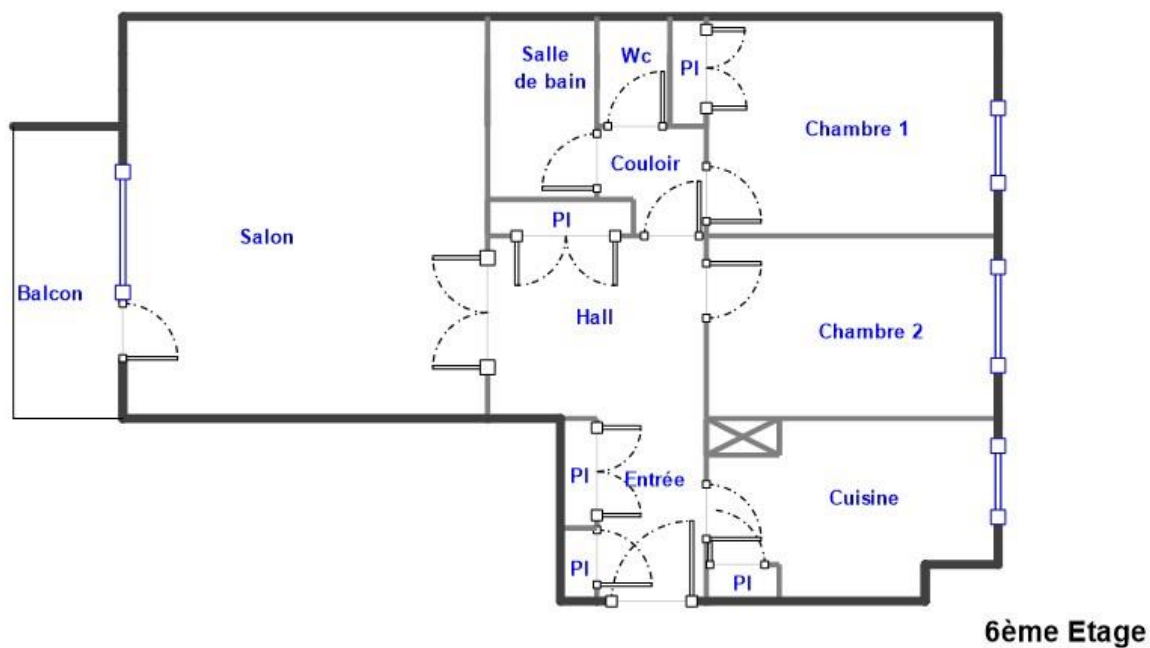 Salle
de bain
Wc
Pl
Chambre 1
Couloir
Pl
Salon
Balcon
Hall
Chambre 2
Pl
Entrée
Cuisine
Pl
Pl
6ème Etage